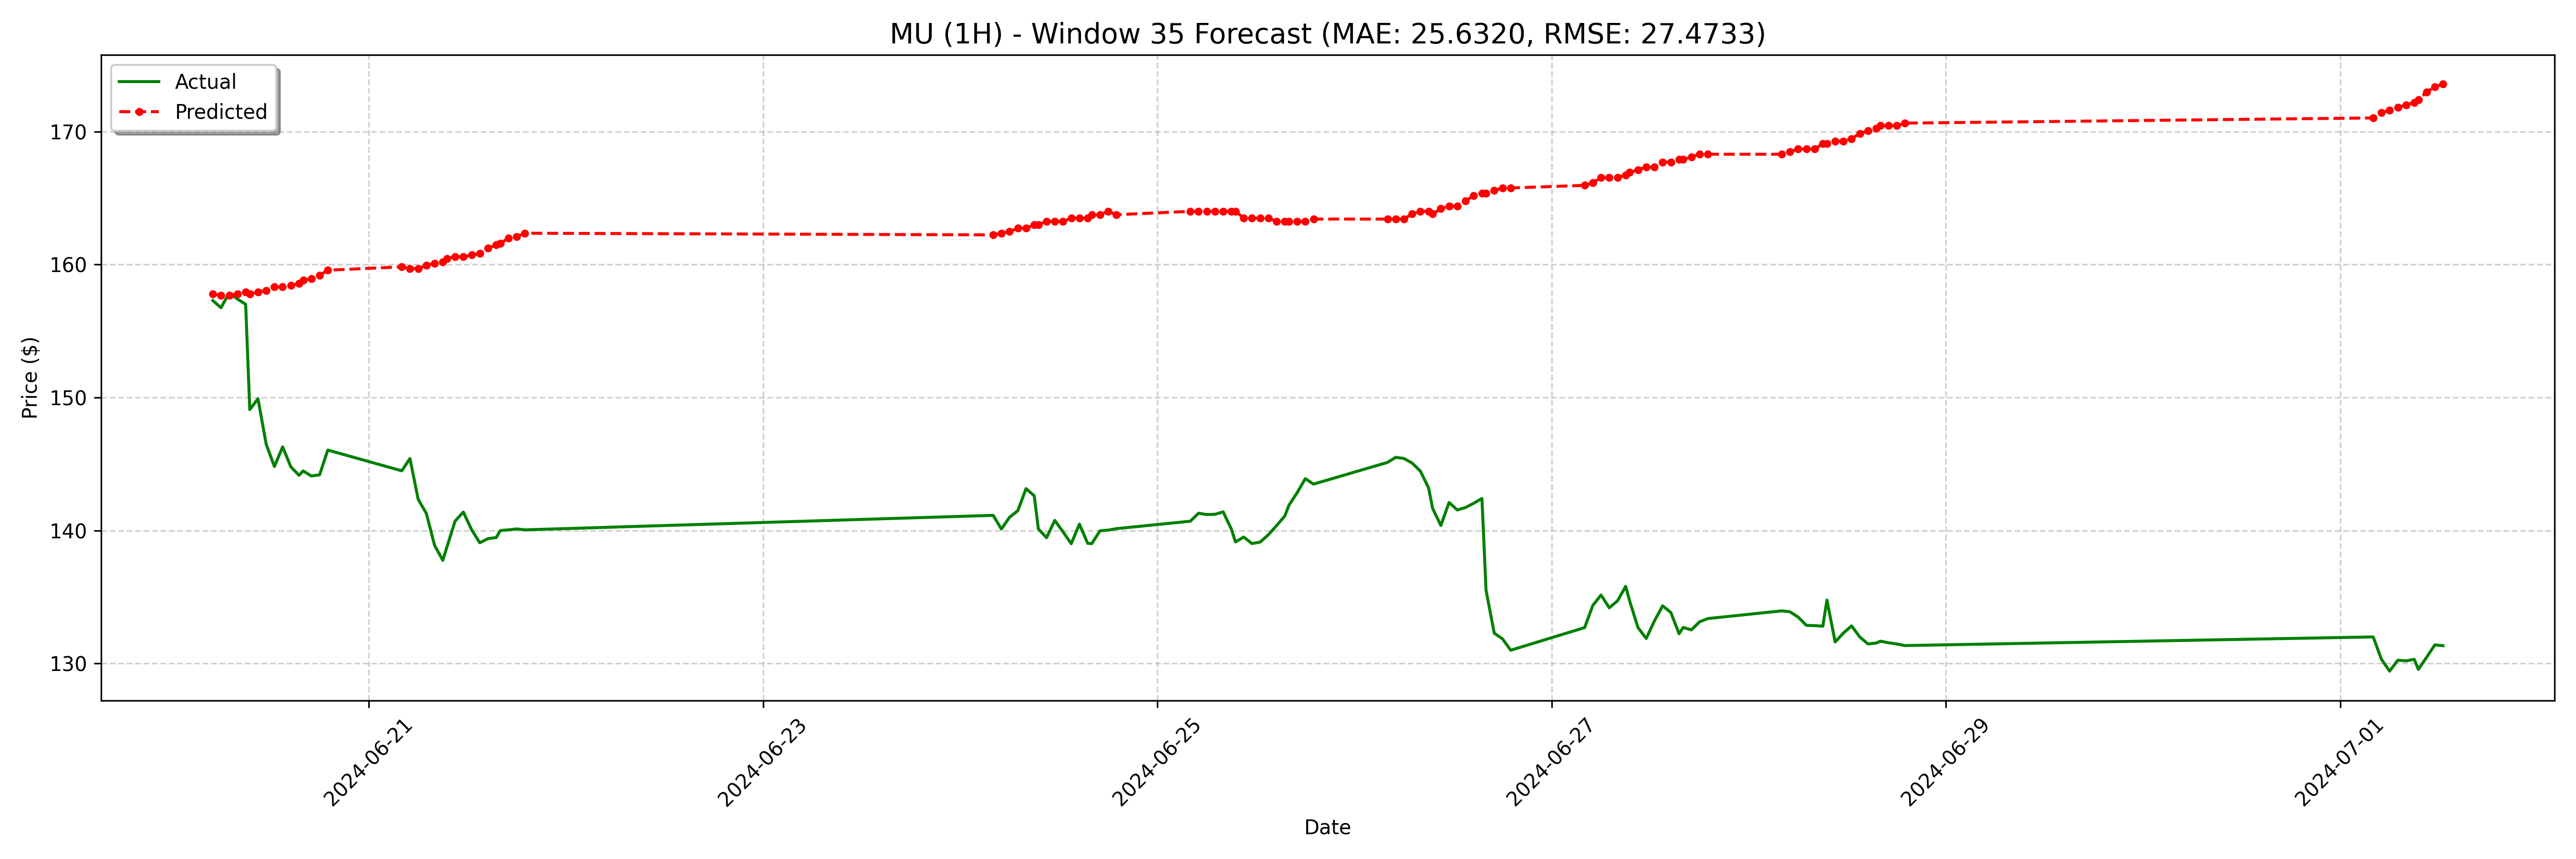 MU (1H) - Window 35 Forecast (MAE: 25.6320, RMSE: 27.4733)
Actual
Predicted
Price ($)
170
160
150
140
130
2024-06-21
2024-06-23
2024-06-25
2024-06-27
2024-06-29
2024-07-01
Date